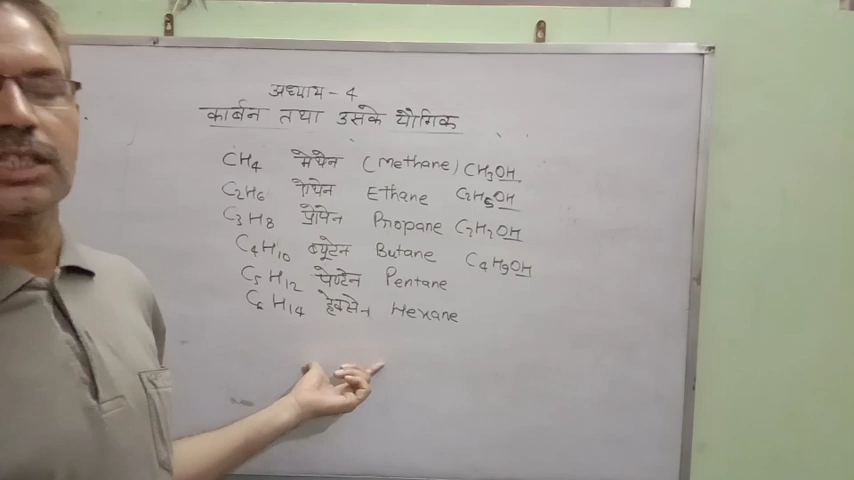 अध्याय - 4
कार्बन तथा उसके यौगिक
CH4 मेथेन (Methane) CH3OH
C2H6 ऐथेन Ethane C2H5OH
C3H8 प्रोपेन Propane C3H7OH
C4H10 ब्यूटेन Butane C4H9OH
C5H12 पेण्टेन Pentane
C6H14 हेक्सेन Hexane